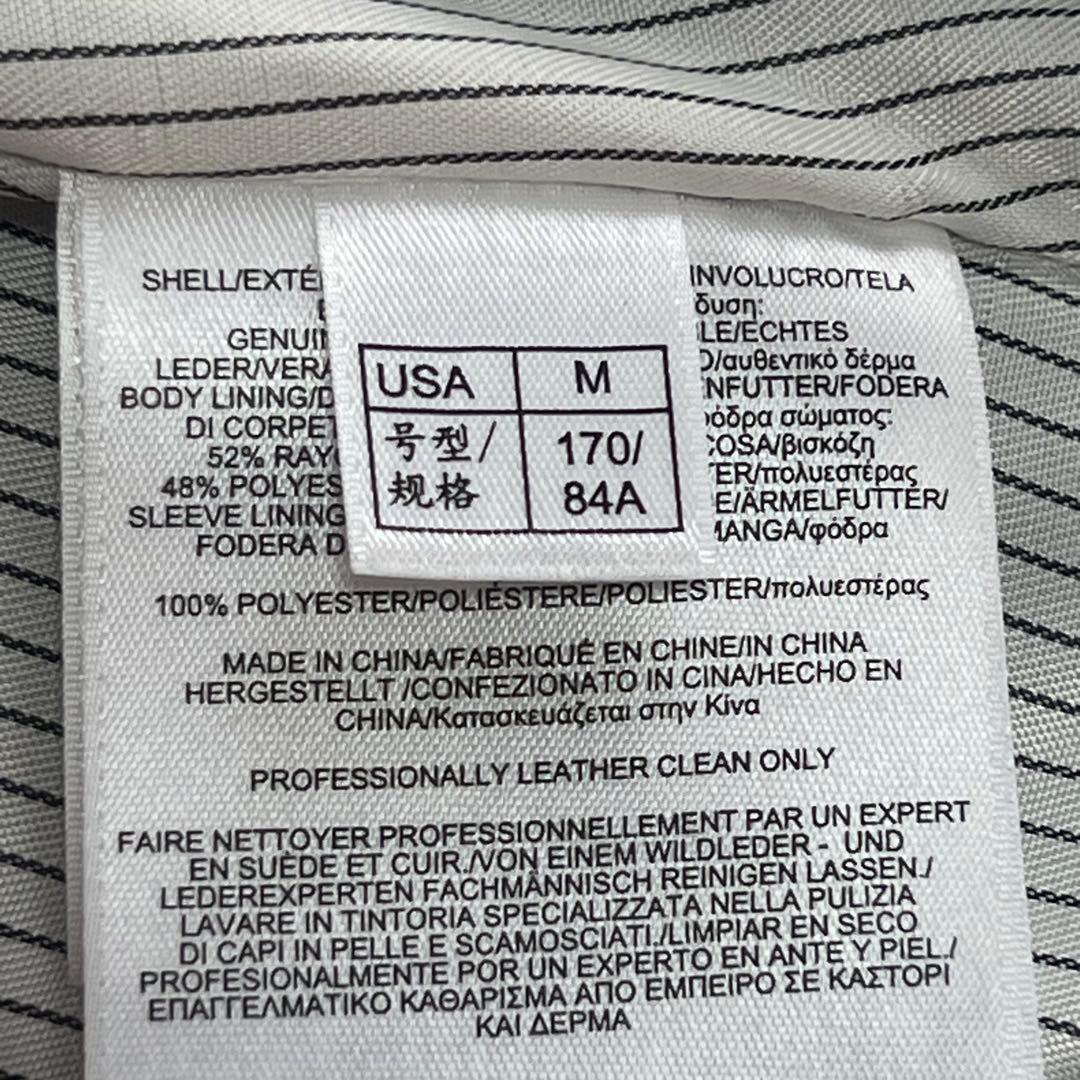 SHELL/EXTÉ INVOLUCRO/TELA
δυση:
GENUI LE/ECHTES
LEDER/VERA O/αυθεντικό δέρμα
BODY LINING/D NFUTTER/FODERA
DI CORPET όδρα σώματος:
52% RAY COSA/βισκόζη
48% POLYES ER/πολυεστέρας
SLEEVE LINING E/ÄRMELFUTTER/
FODERA D MANGA/φόδρα
USA M
号型/ 170/
规格 84A
100% POLYESTER/POLIÉSTERE/POLIESTER/πολυεστέρας
MADE IN CHINA/FABRIQUÉ EN CHINE/IN CHINA
HERGESTELLT /CONFEZIONATO IN CINA/HECHO EN
CHINA/Κατασκευάζεται στην Κίνα
PROFESSIONALLY LEATHER CLEAN ONLY
FAIRE NETTOYER PROFESSIONNELLEMENT PAR UN EXPERT
EN SUÈDE ET CUIR./VON EINEM WILDLEDER - UND
LEDEREXPERTEN FACHMÄNNISCH REINIGEN LASSEN./
LAVARE IN TINTORIA SPECIALIZZATA NELLA PULIZIA
DI CAPI IN PELLE E SCAMOSCIATI./LIMPIAR EN SECO
PROFESIONALMENTE POR UN EXPERTO EN ANTE Y PIEL./
ΕΠΑΓΓΕΛΜΑΤΙΚΟ ΚΑΘΑΡΙΣΜΑ ΑΠΟ ΕΜΠΕΙΡΟ ΣΕ ΚΑΣΤΟΡΙ
ΚΑΙ ΔΕΡΜΑ